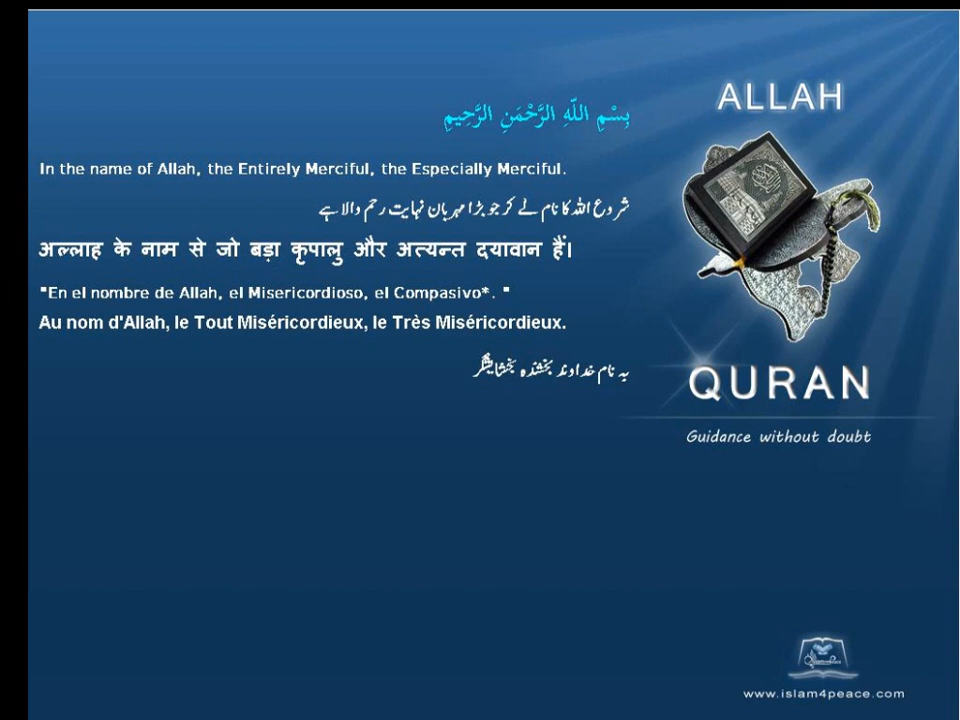 بِسْمِ اللّهِ الرَّحْمَنِ الرَّحِيمِ
In the name of Allah, the Entirely Merciful, the Especially Merciful.
شروع اللہ کا نام لے کر جو بڑا مہربان نہایت رحم والا ہے
अल्लाह के नाम से जो बड़ा कृपालु और अत्यन्त दयावान हैं।
"En el nombre de Allah, el Misericordioso, el Compasivo*. "
Au nom d'Allah, le Tout Miséricordieux, le Très Miséricordieux.
به نام خداوند بخشنده بخشایشگر
ALLAH
QURAN
Guidance without doubt
www.islam4peace.com